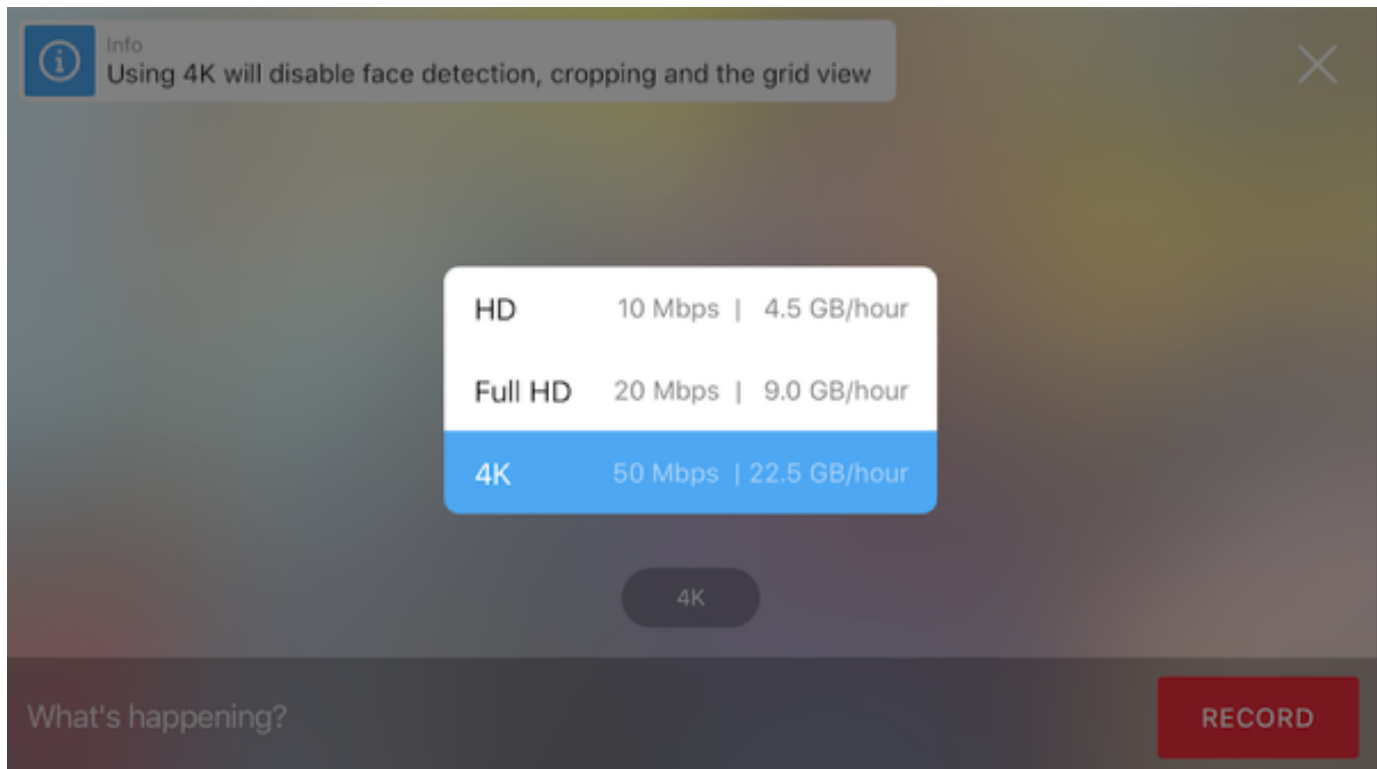 Info
Using 4K will disable face detection, cropping and the grid view
HD 10 Mbps | 4.5 GB/hour
Full HD 20 Mbps | 9.0 GB/hour
4K 50 Mbps | 22.5 GB/hour
4K
What's happening?
RECORD